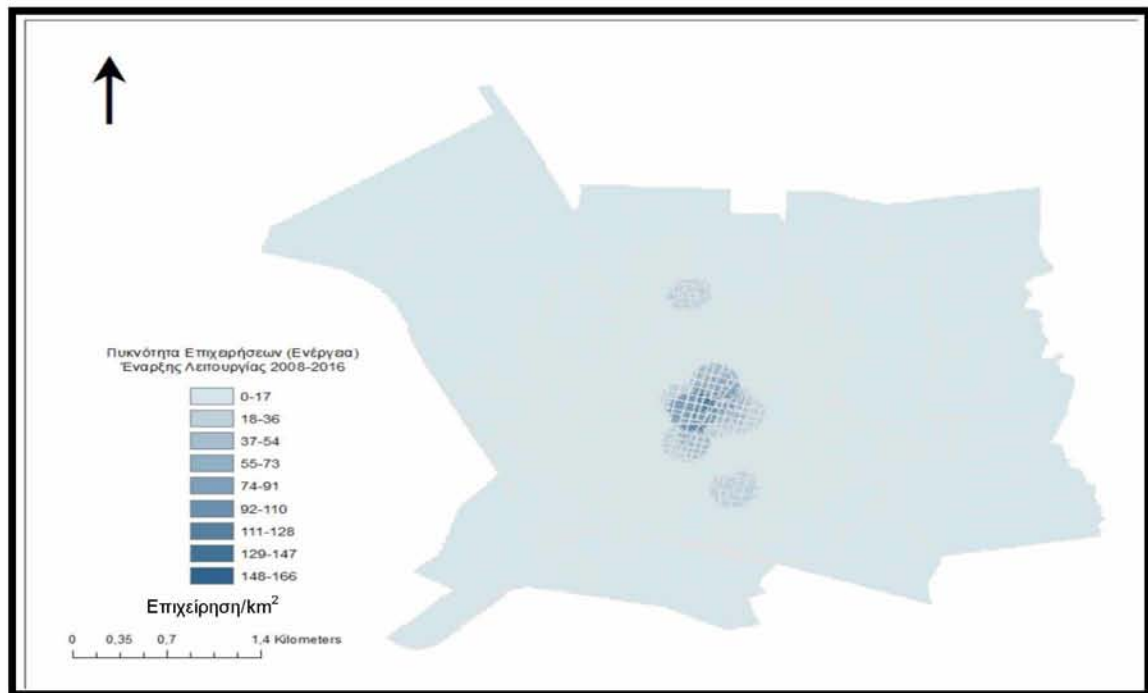 Πυκνότητα Επιχειρήσεων (Ενέργεια)
Έναρξης Λειτουργίας 2008-2016
0-17
18-36
37-54
55-73
74-91
92-110
111-128
129-147
148-166
Επιχείρηση/km²
0 0,35 0,7 1,4 Kilometers